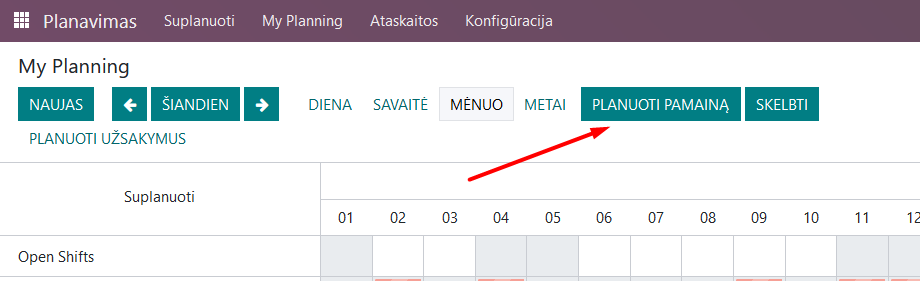 Planavimas Suplanuoti My Planning Ataskaitos Konfigūracija
My Planning
NAUJAS ŠIANDIEN DIENA SAVAITĖ MĖNUO METAI PLANUOTI PAMAINĄ SKELBTI
PLANUOTI UŽSAKYMUS
Suplanuoti
01 02 03 04 05 06 07 08 09 10 11 12
Open Shifts